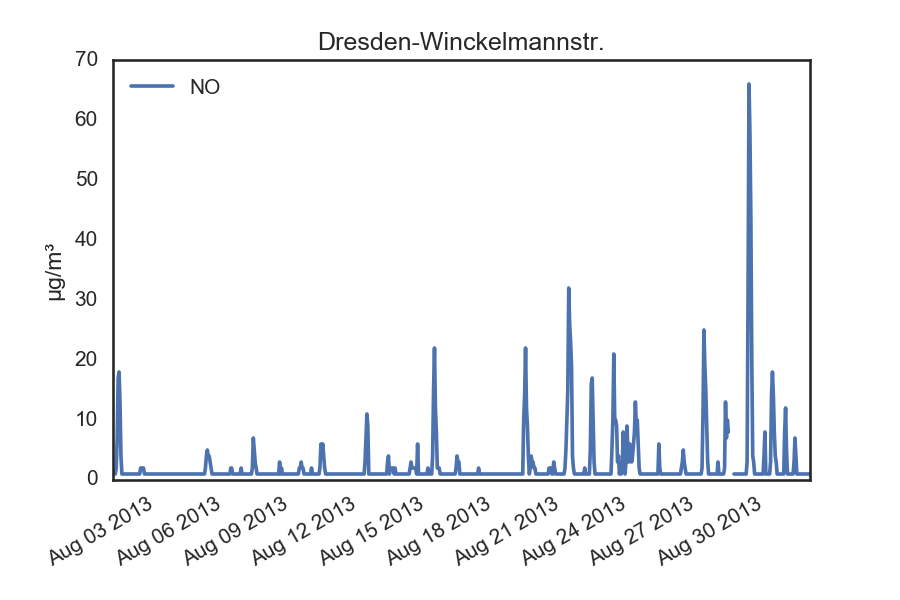 Dresden-Winckelmannstr.
NO
µg/m³
70
60
50
40
30
20
10
0
Aug 03 2013
Aug 06 2013
Aug 09 2013
Aug 12 2013
Aug 15 2013
Aug 18 2013
Aug 21 2013
Aug 24 2013
Aug 27 2013
Aug 30 2013